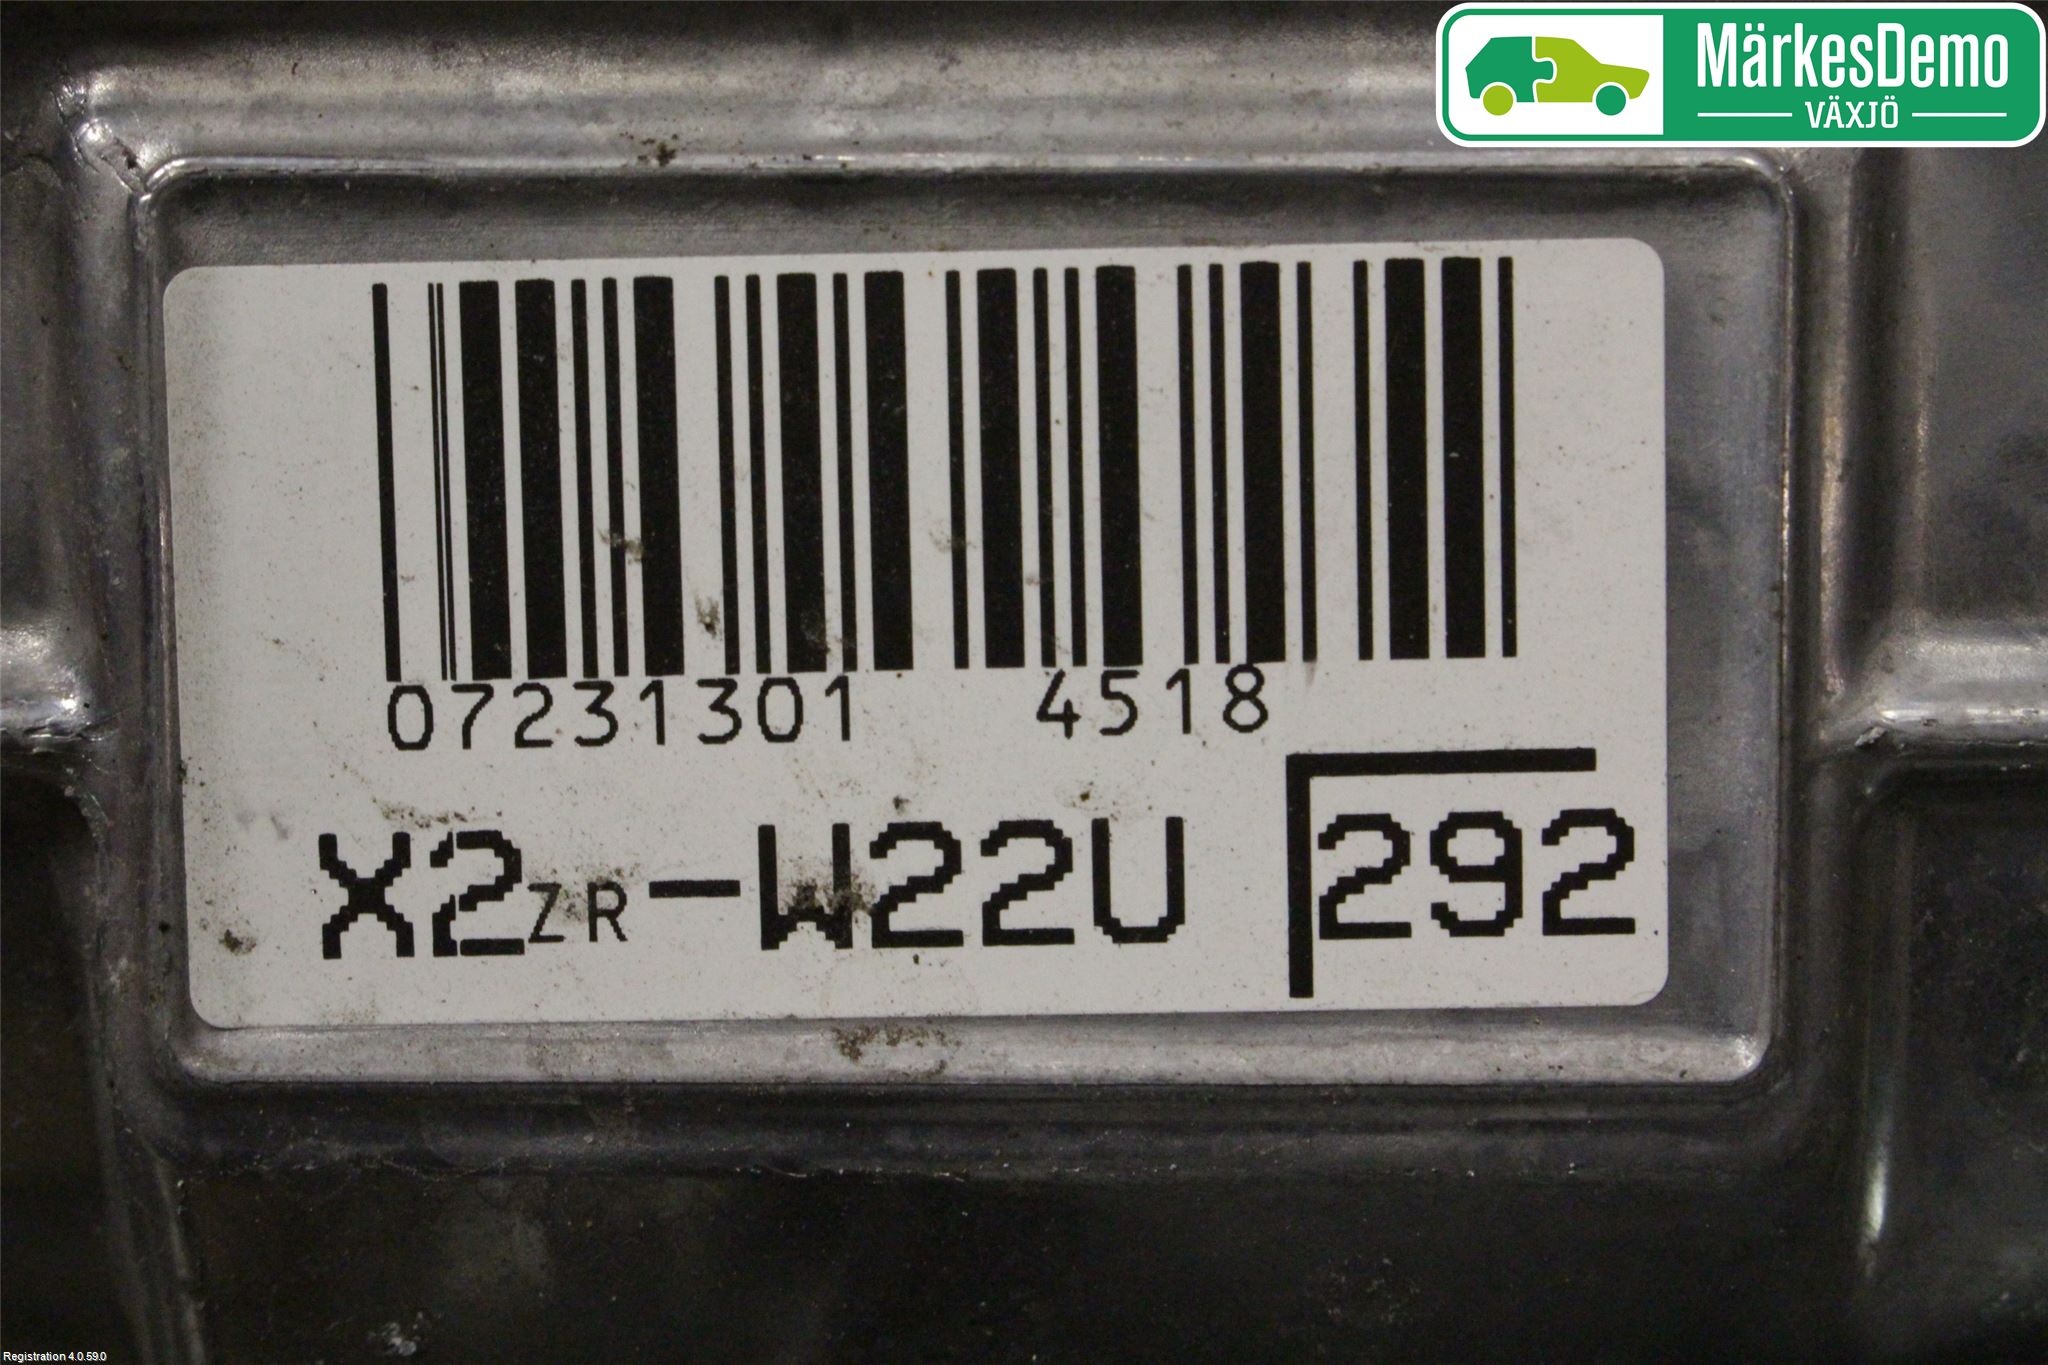 MärkesDemo
VÄXJÖ
07231301 4518
X2ZR-W22U 292
Registration 4.0.59.0